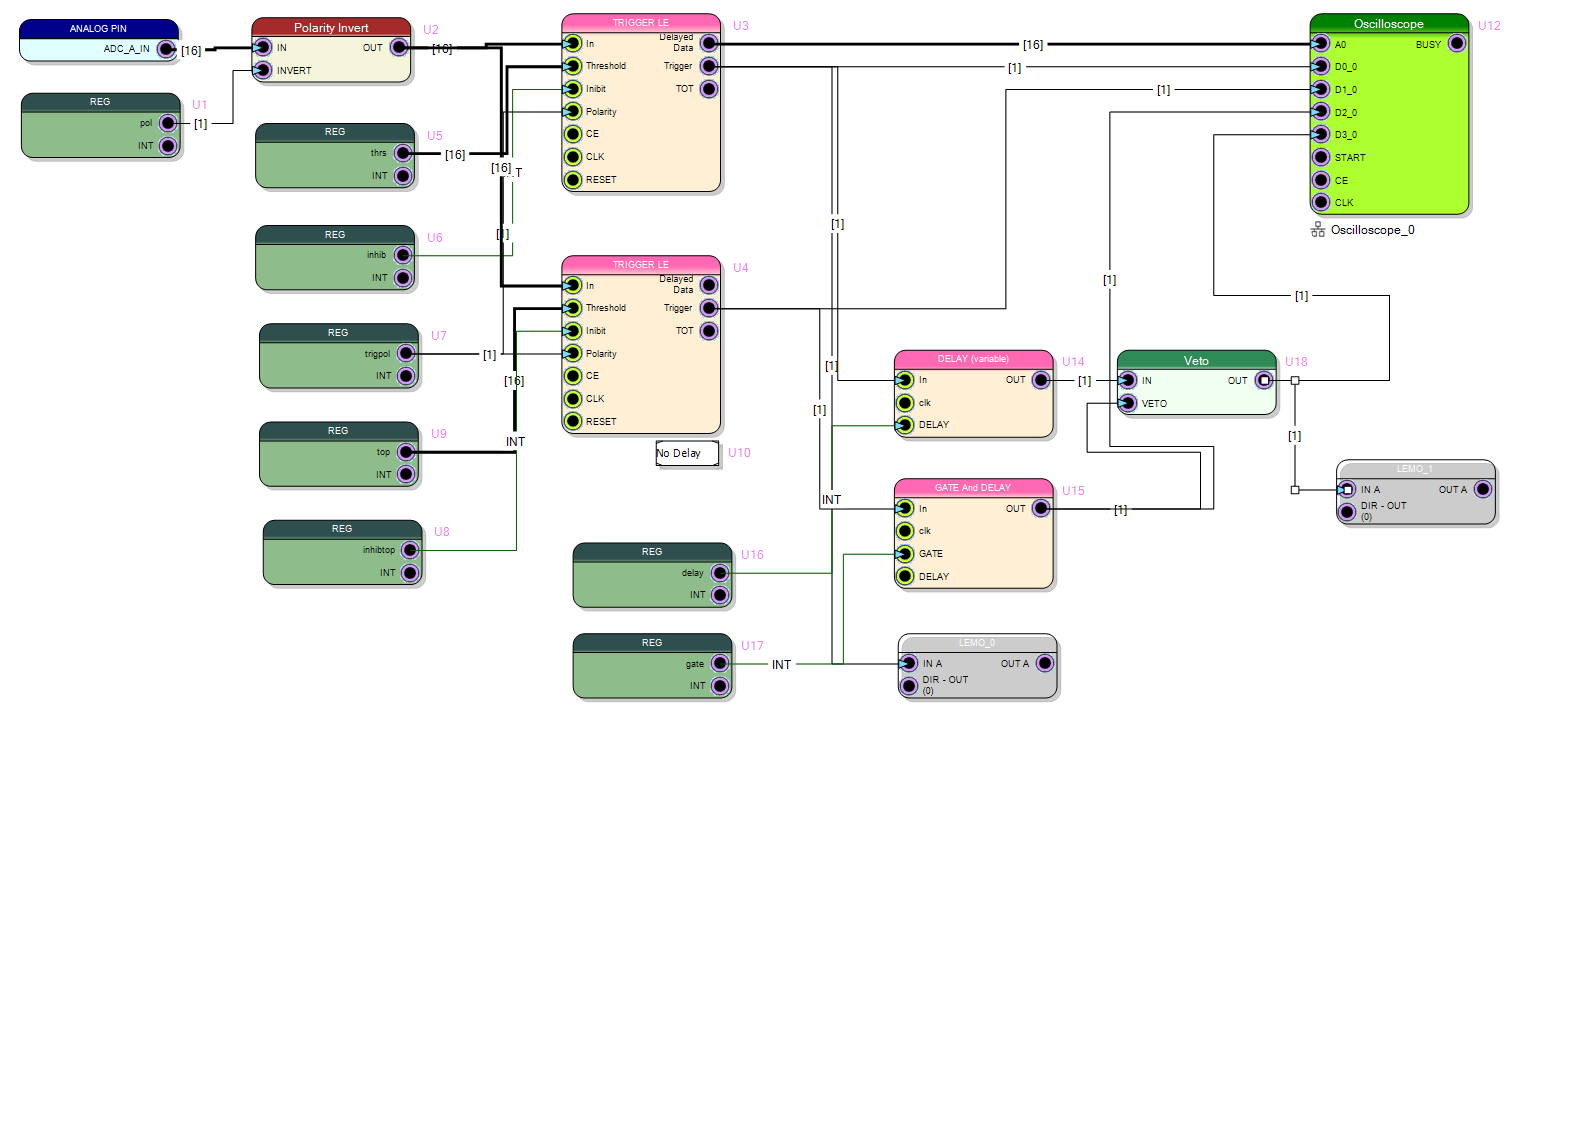 ANALOG PIN
ADC_A_IN
[16]
REG
U1
pol
[1]
INT
Polarity Invert
U2
IN
OUT
[16]
INVERT
REG
U5
thrs
[16]
INT
REG
U6
inhib
INT
REG
U7
trigpol
[1]
INT
REG
U9
top
INT
REG
U8
inhibtop
INT
[16]
T
[1]
[16]
INT
TRIGGER LE
U3
In
Delayed
Data
Threshold
Trigger
Inibit
TOT
Polarity
CE
CLK
RESET
TRIGGER LE
U4
In
Delayed
Data
Threshold
Trigger
Inibit
TOT
Polarity
CE
CLK
RESET
No Delay
U10
REG
U16
delay
INT
REG
U17
gate
INT
INT
[16]
[1]
[1]
[1]
[1]
[1]
INT
[1]
DELAY (variable)
U14
In
OUT
[1]
clk
DELAY
GATE And DELAY
U15
In
OUT
[1]
clk
GATE
DELAY
LEMO_0
IN A
OUT A
DIR - OUT
(0)
Veto
U18
IN
OUT
VETO
[1]
[1]
Oscilloscope
U12
A0
BUSY
D0_0
D1_0
D2_0
D3_0
START
CE
CLK
Oscilloscope_0
LEMO_1
IN A
OUT A
DIR - OUT
(0)